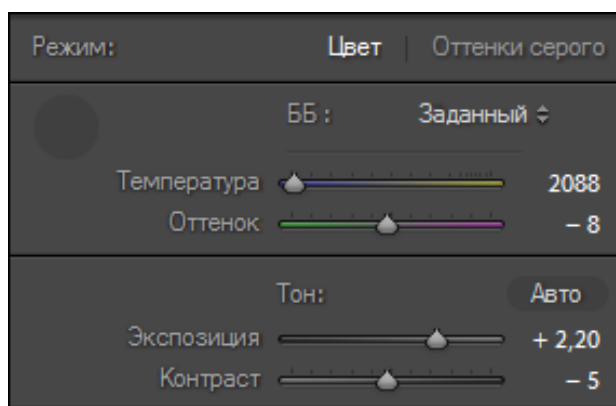 Режим: Цвет | Оттенки серого
ББ : Заданный
Температура 2088
Оттенок – 8
Тон: Авто
Экспозиция + 2,20
Контраст – 5